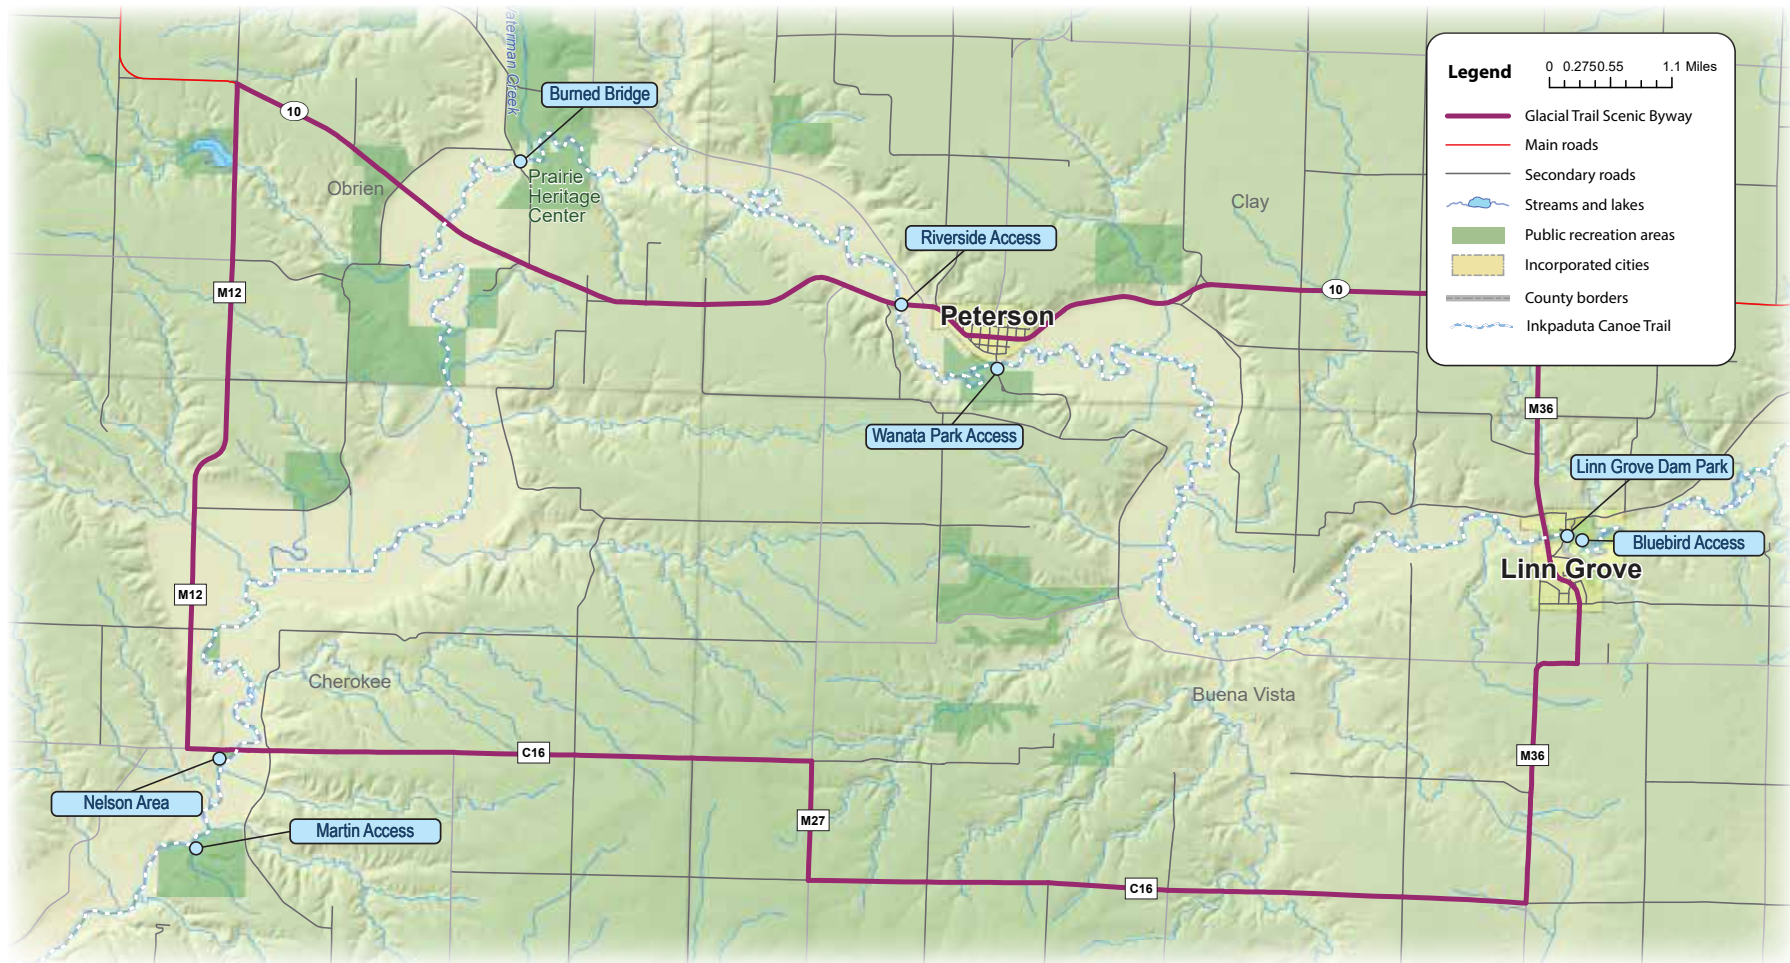 Waterman Creek
Legend
0 0.275 0.55 1.1 Miles
Glacial Trail Scenic Byway
Main roads
Secondary roads
Streams and lakes
Public recreation areas
Incorporated cities
County borders
Inkpaduta Canoe Trail
Burned Bridge
10
Prairie
Heritage
Center
Obrien
Clay
Riverside Access
M12
10
Peterson
M36
Wanata Park Access
Linn Grove Dam Park
Bluebird Access
Linn Grove
M12
Cherokee
Buena Vista
C16
M36
Nelson Area
M27
Martin Access
C16